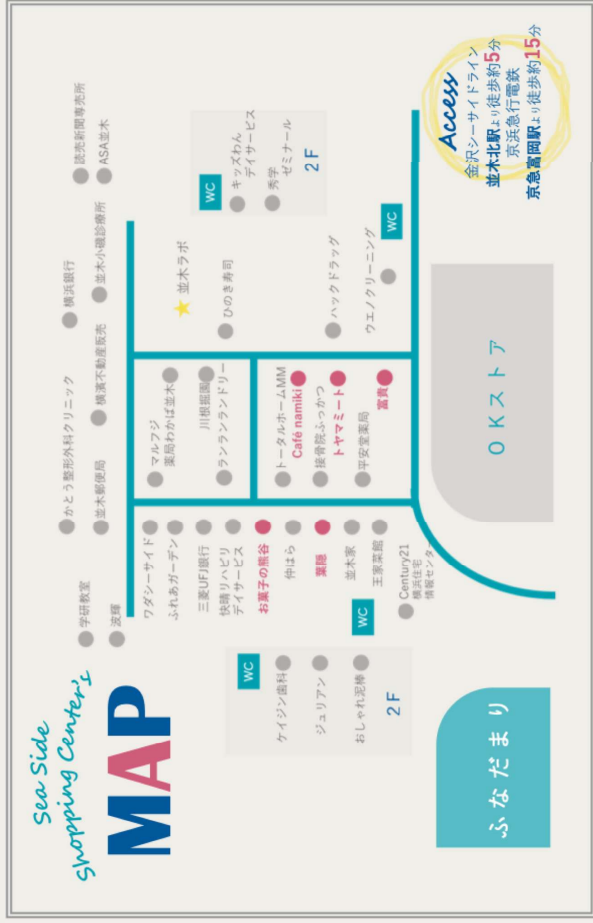 Sea Side
Shopping Center's
MAP
学研教室
波輝
かとう整形外科クリニック
並木郵便局
横浜銀行
横濱不動産販売
並木小磯診療所
読売新聞専売所
ASA並木
ワダシーサイド
ふれあガーデン
三菱UFJ銀行
快晴リハビリ
デイサービス
お菓子の熊谷
仲はら
葉隠
並木家
王家菜館
Century21
横浜住宅
情報センター
マルフジ
薬局わかば並木
川根掘園
ランランランドリー
トータルホームMM
Café namiki
接骨院ふっかつ
トヤマミート
平安堂薬局
富貴
並木ラボ
ひのき寿司
ハックドラッグ
ウエノクリーニング
WC
WC
キッズわん
デイサービス
秀学
ゼミナール
2F
WC
WC
ケイジン歯科
ジュリアン
おしゃれ泥棒
2F
ふなだまり
OKストア
Access
金沢シーサイドライン
並木北駅より徒歩約5分
京浜急行電鉄
京急富岡駅より徒歩約15分